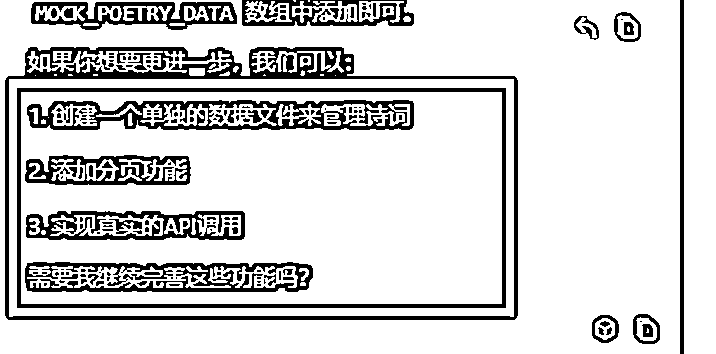 MOCK_POETRY_DATA 数组中添加即可。
如果你想要更进一步，我们可以：
1. 创建一个单独的数据文件来管理诗词
2. 添加分页功能
3. 实现真实的API调用
需要我继续完善这些功能吗？